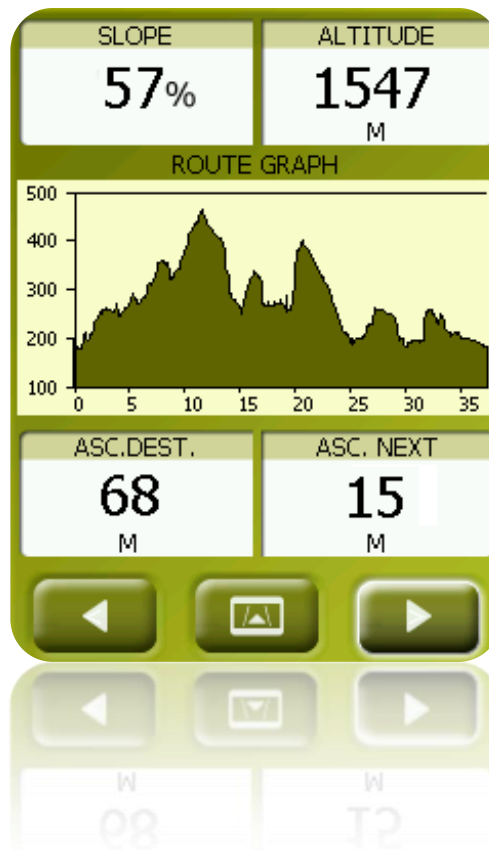 SLOPE
57%
ALTITUDE
1547
M
ROUTE GRAPH
500
400
300
200
100
0 5 10 15 20 25 30 35
ASC.DEST.
68
M
ASC. NEXT
15
M